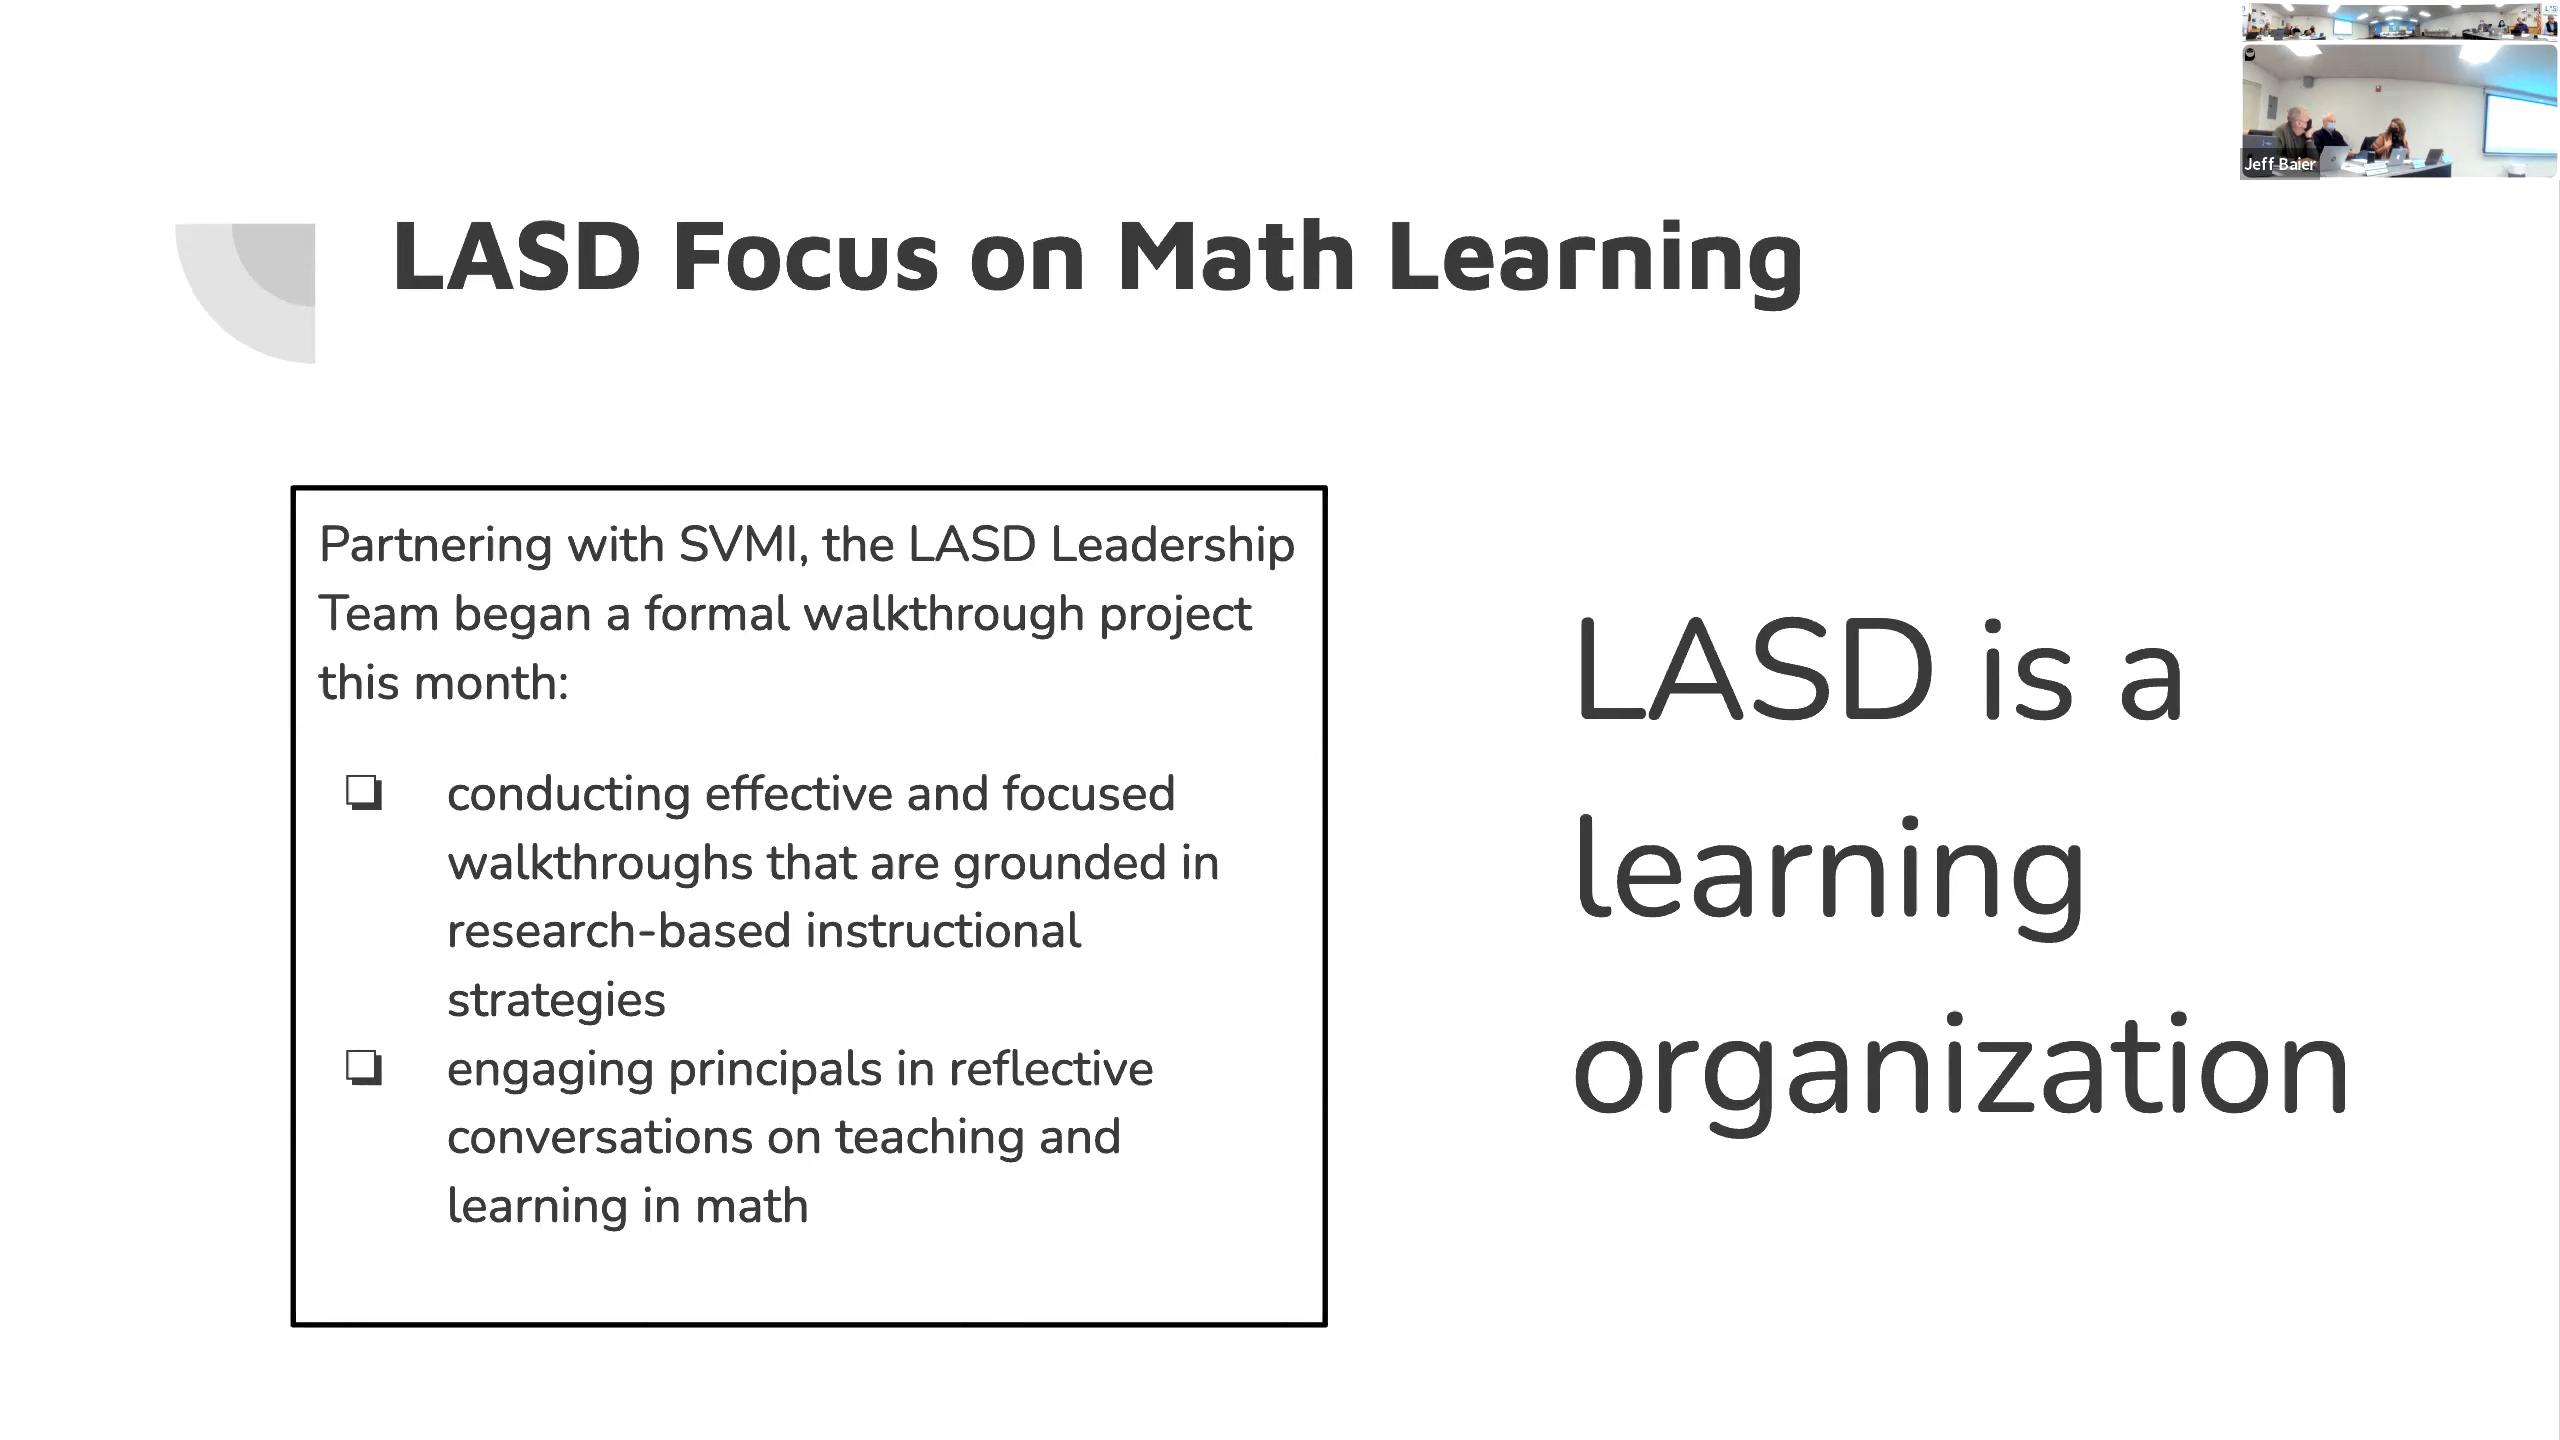 LASD Focus on Math Learning
Partnering with SVMI, the LASD Leadership
Team began a formal walkthrough project
this month:
❏ conducting effective and focused
walkthroughs that are grounded in
research-based instructional
strategies
❏ engaging principals in reflective
conversations on teaching and
learning in math
LASD is a
learning
organization
Jeff Baier